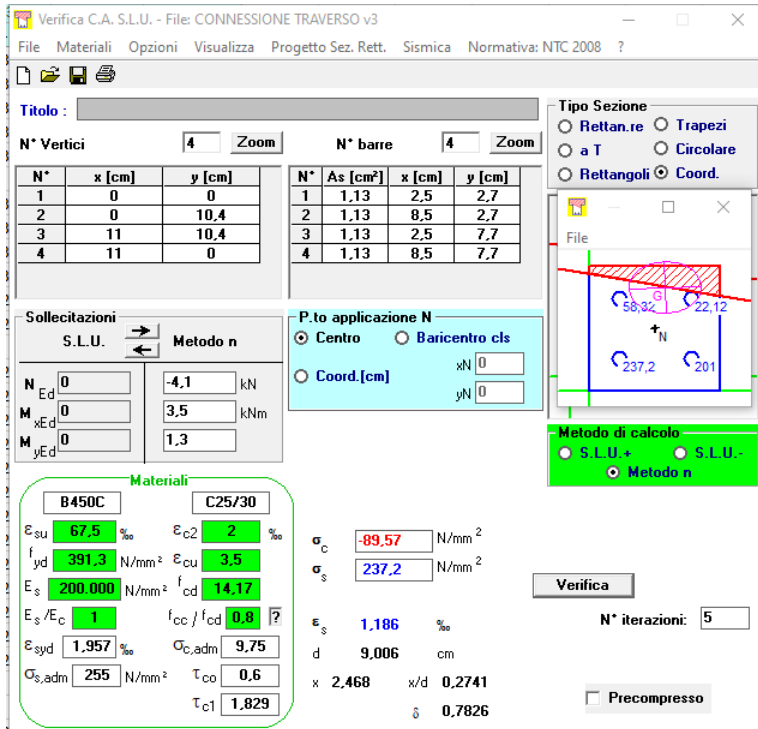 Verifica C.A. S.L.U. - File: CONNESSIONE TRAVERSO v3
File Materiali Opzioni Visualizza Progetto Sez. Rett. Sismica Normativa: NTC 2008 ?
Titolo :
N° Vertici 4 Zoom
N° barre 4 Zoom
N° x [cm] y [cm]
1 0 0
2 0 10,4
3 11 10,4
4 11 0
N° As [cm²] x [cm] y [cm]
1 1,13 2,5 2,7
2 1,13 8,5 2,7
3 1,13 2,5 7,7
4 1,13 8,5 7,7
Tipo Sezione
Rettan.re Trapezi
a T Circolare
Rettangoli Coord.
File
G
58,32 22,12
N
237,2 201
Sollecitazioni
S.L.U. Metodo n
N Ed 0 -4,1 kN
M xEd 0 3,5 kNm
M yEd 0 1,3
P.to applicazione N
Centro Baricentro cls
Coord.[cm] xN 0
yN 0
Metodo di calcolo
S.L.U.+ S.L.U.-
Metodo n
Materiali
B450C C25/30
εsu 67,5 ‰ εc2 2 ‰
fyd 391,3 N/mm² εcu 3,5
Es 200.000 N/mm² fcd 14,17
Es/Ec 1 fcc / fcd 0,8 ?
εsyd 1,957 ‰ σc,adm 9,75
σs,adm 255 N/mm² τco 0,6
τc1 1,829
σc -89,57 N/mm²
σs 237,2 N/mm²
εs 1,186 ‰
d 9,006 cm
x 2,468 x/d 0,2741
δ 0,7826
Verifica
N° iterazioni: 5
Precompresso